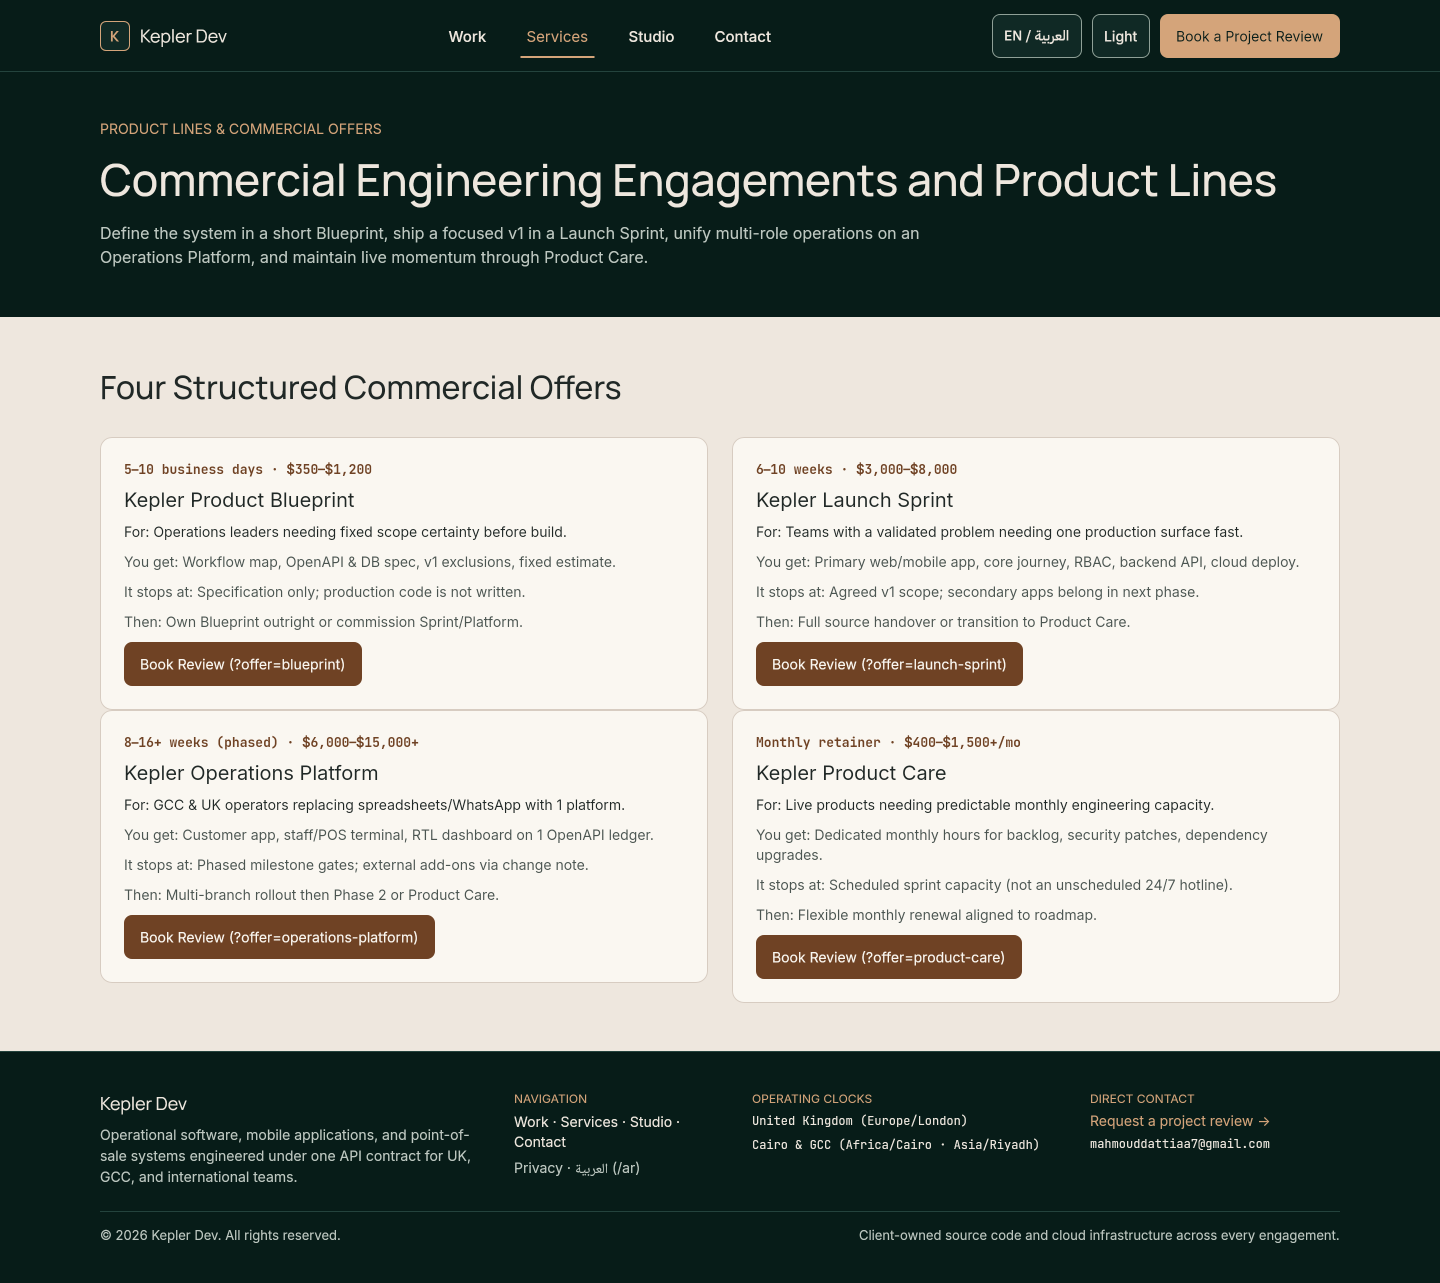 K Kepler Dev
Work Services Studio Contact
EN / العربية Light Book a Project Review
PRODUCT LINES & COMMERCIAL OFFERS
Commercial Engineering Engagements and Product Lines
Define the system in a short Blueprint, ship a focused v1 in a Launch Sprint, unify multi-role operations on an
Operations Platform, and maintain live momentum through Product Care.
Four Structured Commercial Offers
5–10 business days · $350–$1,200
Kepler Product Blueprint
For: Operations leaders needing fixed scope certainty before build.
You get: Workflow map, OpenAPI & DB spec, v1 exclusions, fixed estimate.
It stops at: Specification only; production code is not written.
Then: Own Blueprint outright or commission Sprint/Platform.
Book Review (?offer=blueprint)
6–10 weeks · $3,000–$8,000
Kepler Launch Sprint
For: Teams with a validated problem needing one production surface fast.
You get: Primary web/mobile app, core journey, RBAC, backend API, cloud deploy.
It stops at: Agreed v1 scope; secondary apps belong in next phase.
Then: Full source handover or transition to Product Care.
Book Review (?offer=launch-sprint)
8–16+ weeks (phased) · $6,000–$15,000+
Kepler Operations Platform
For: GCC & UK operators replacing spreadsheets/WhatsApp with 1 platform.
You get: Customer app, staff/POS terminal, RTL dashboard on 1 OpenAPI ledger.
It stops at: Phased milestone gates; external add-ons via change note.
Then: Multi-branch rollout then Phase 2 or Product Care.
Book Review (?offer=operations-platform)
Monthly retainer · $400–$1,500+/mo
Kepler Product Care
For: Live products needing predictable monthly engineering capacity.
You get: Dedicated monthly hours for backlog, security patches, dependency
upgrades.
It stops at: Scheduled sprint capacity (not an unscheduled 24/7 hotline).
Then: Flexible monthly renewal aligned to roadmap.
Book Review (?offer=product-care)
Kepler Dev
Operational software, mobile applications, and point-of-
sale systems engineered under one API contract for UK,
GCC, and international teams.
NAVIGATION
Work · Services · Studio ·
Contact
Privacy · العربية (/ar)
OPERATING CLOCKS
United Kingdom (Europe/London)
Cairo & GCC (Africa/Cairo · Asia/Riyadh)
DIRECT CONTACT
Request a project review →
mahmouddattiaa7@gmail.com
© 2026 Kepler Dev. All rights reserved.
Client-owned source code and cloud infrastructure across every engagement.